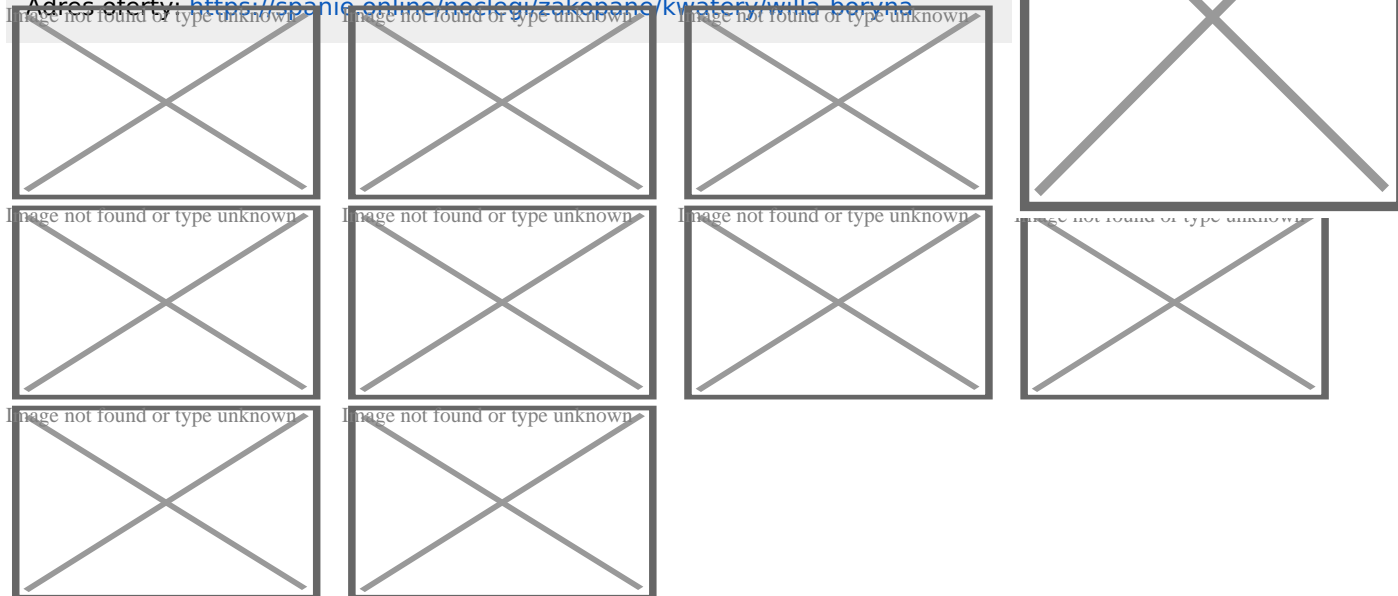 Adres oferty: https://spanie.online/noclegi/zakopane/kwatery/willa-boryna
Image not found or type unknown Image not found or type unknown Image not found or type unknown
Image not found or type unknown Image not found or type unknown Image not found or type unknown Image not found or type unknown
Image not found or type unknown Image not found or type unknown